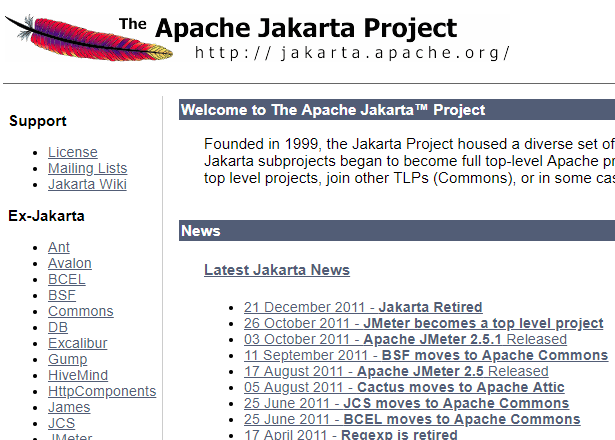 The Apache Jakarta Project
http://jakarta.apache.org/
Support
License
Mailing Lists
Jakarta Wiki
Ex-Jakarta
Ant
Avalon
BCEL
BSF
Commons
DB
Excalibur
Gump
HiveMind
HttpComponents
James
JCS
JMeter
Welcome to The Apache Jakarta™ Project
Founded in 1999, the Jakarta Project housed a diverse set of
Jakarta subprojects began to become full top-level Apache
top level projects, join other TLPs (Commons), or in some
News
Latest Jakarta News
21 December 2011 - Jakarta Retired
26 October 2011 - JMeter becomes a top level project
03 October 2011 - Apache JMeter 2.5.1 Released
11 September 2011 - BSF moves to Apache Commons
17 August 2011 - Apache JMeter 2.5 Released
05 August 2011 - Cactus moves to Apache Attic
25 June 2011 - JCS moves to Apache Commons
25 June 2011 - BCEL moves to Apache Commons
17 April 2011 - Regexp is retired